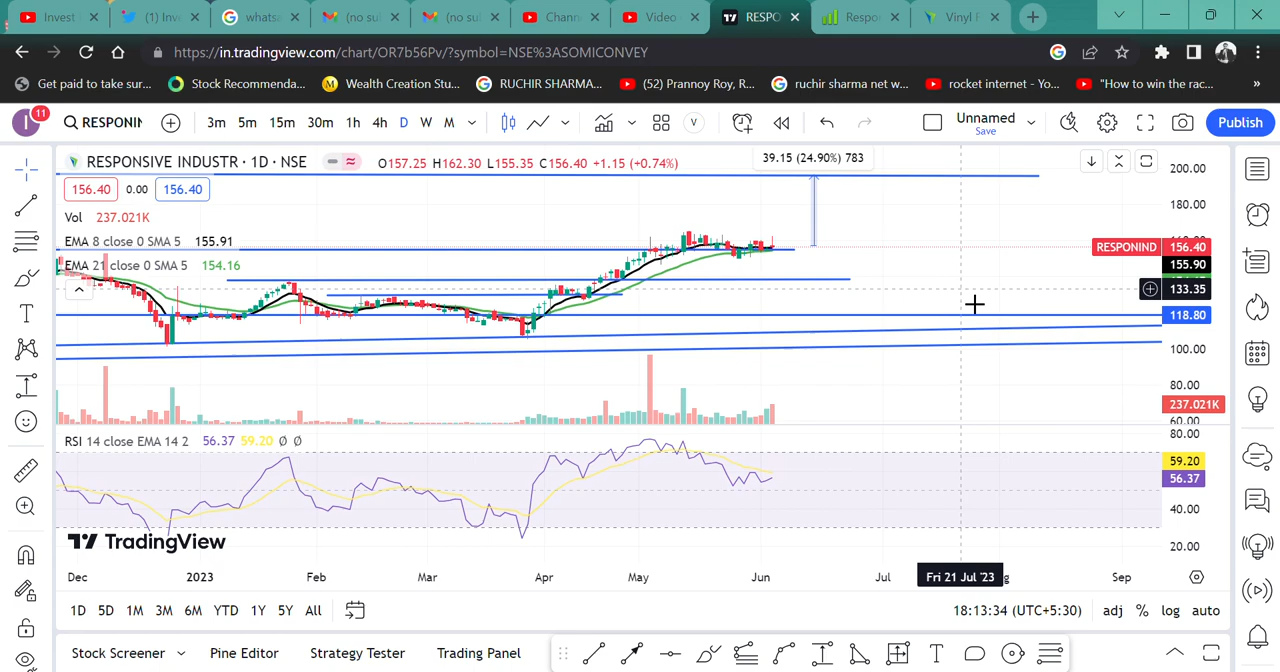 Invest
(1) Inv
whats
(no su
(no su
Chann
Video
RESPO
Respo
Vinyl F
https://in.tradingview.com/chart/OR7b56Pv/?symbol=NSE%3ASOMICONVEY
Get paid to take sur...
Stock Recommenda...
Wealth Creation Stu...
RUCHIR SHARMA...
(52) Prannoy Roy, R...
ruchir sharma net w...
rocket internet - Yo...
"How to win the rac...
»
I
11
RESPONIN
3m 5m 15m 30m 1h 4h D W M
V
Unnamed
Save
Publish
RESPONSIVE INDUSTR · 1D · NSE
O157.25 H162.30 L155.35 C156.40 +1.15 (+0.74%)
39.15 (24.90%) 783
156.40 0.00 156.40
Vol 237.021K
EMA 8 close 0 SMA 5 155.91
EMA 21 close 0 SMA 5 154.16
200.00
180.00
RESPONIND 156.40
155.90
133.35
118.80
100.00
80.00
237.021K
60.00
RSI 14 close EMA 14 2 56.37 59.20 Ø Ø
80.00
59.20
56.37
40.00
20.00
TradingView
Dec 2023 Feb Mar Apr May Jun Jul Fri 21 Jul '23 Sep
1D 5D 1M 3M 6M YTD 1Y 5Y All
18:13:34 (UTC+5:30) adj % log auto
Stock Screener
Pine Editor
Strategy Tester
Trading Panel